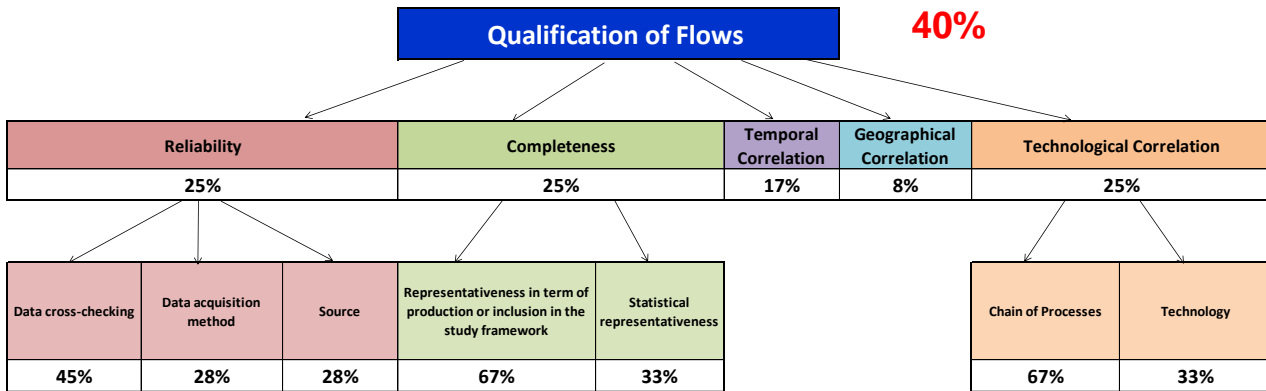 Qualification of Flows
40%
Reliability
Completeness
Temporal
Correlation
Geographical
Correlation
Technological Correlation
25%
25%
17%
8%
25%
Data cross-checking
Data acquisition
method
Source
Representativeness in term of
production or inclusion in the
study framework
Statistical
representativeness
Chain of Processes
Technology
45%
28%
28%
67%
33%
67%
33%